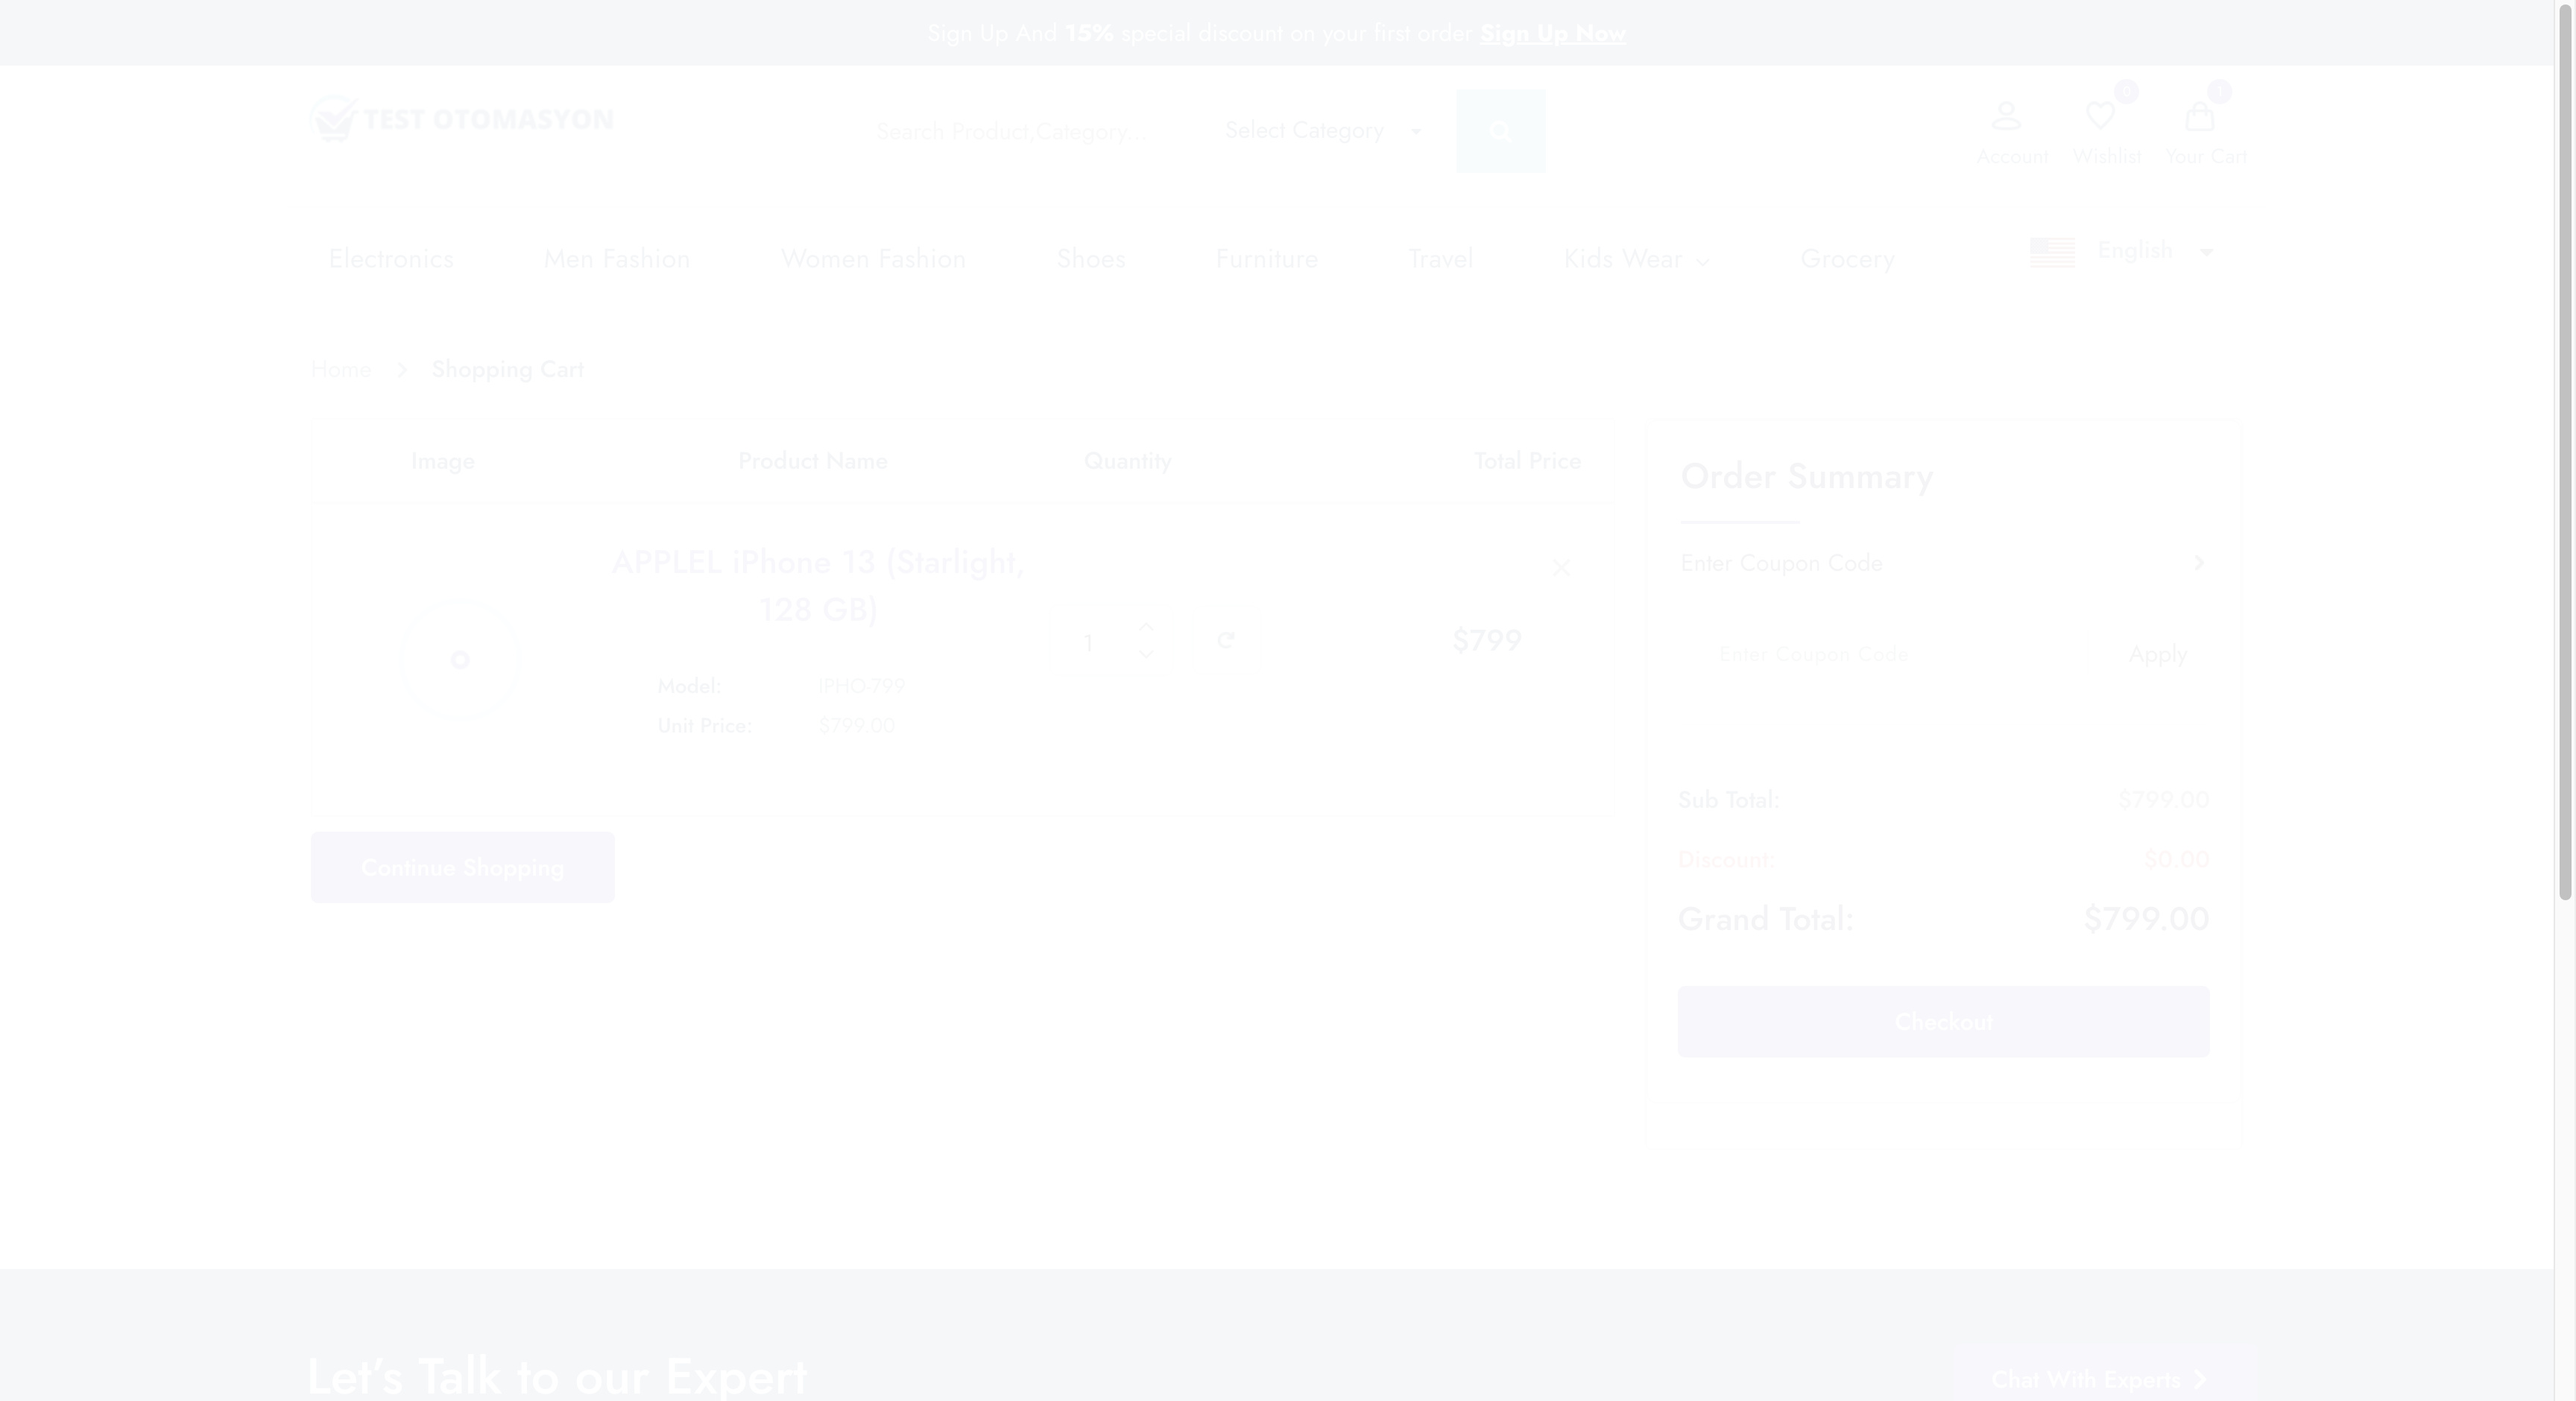 Sign Up And 15% special discount on your first order Sign Up Now
TEST OTOMASYON
Search Product,Category...
Select Category
0
1
Account
Wishlist
Your Cart
Electronics
Men Fashion
Women Fashion
Shoes
Furniture
Travel
Kids Wear
Grocery
English
Home
Shopping Cart
Image
Product Name
Quantity
Total Price
APPLEL iPhone 13 (Starlight,
128 GB)
1
$799
Model: IPHO-799
Unit Price: $799.00
Continue Shopping
Order Summary
Enter Coupon Code
Enter Coupon Code
Apply
Sub Total: $799.00
Discount: $0.00
Grand Total: $799.00
Checkout
Let's Talk to our Expert
Chat With Experts